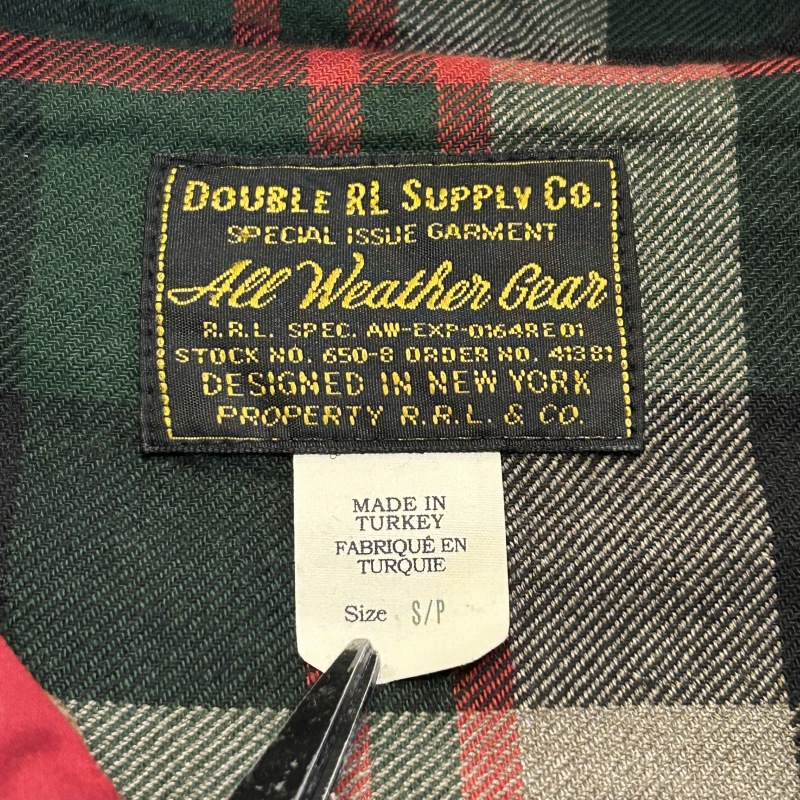 DOUBLE RL SUPPLY CO.
SPECIAL ISSUE GARMENT
All Weather Gear
R.R.L. SPEC. AW-EXP-0164RE01
STOCK NO. 650-8 ORDER NO. 41381
DESIGNED IN NEW YORK
PROPERTY R.R.L. & CO.
MADE IN
TURKEY
FABRIQUÉ EN
TURQUIE
Size S/P